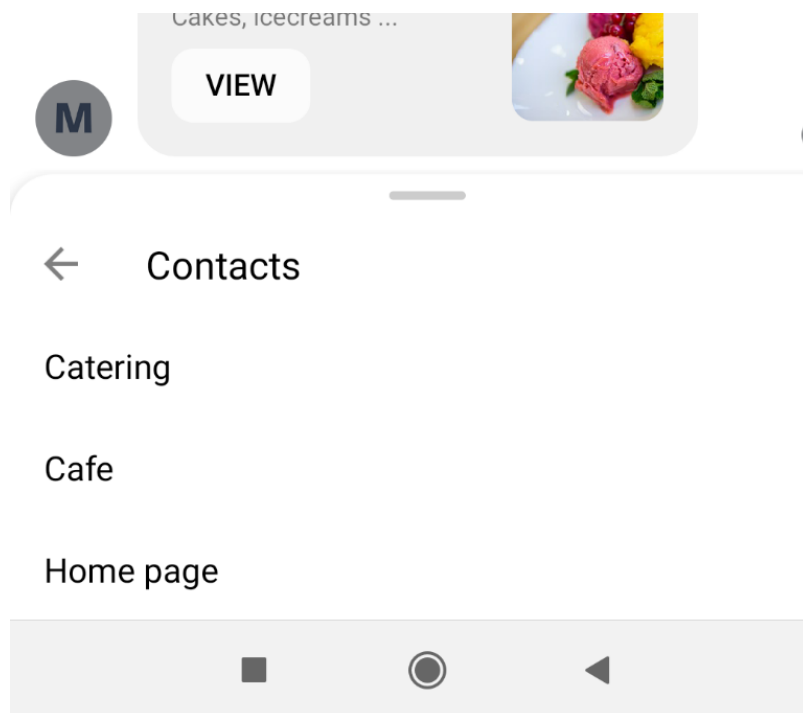 Cakes, icecreams ...
VIEW
M
Contacts
Catering
Cafe
Home page